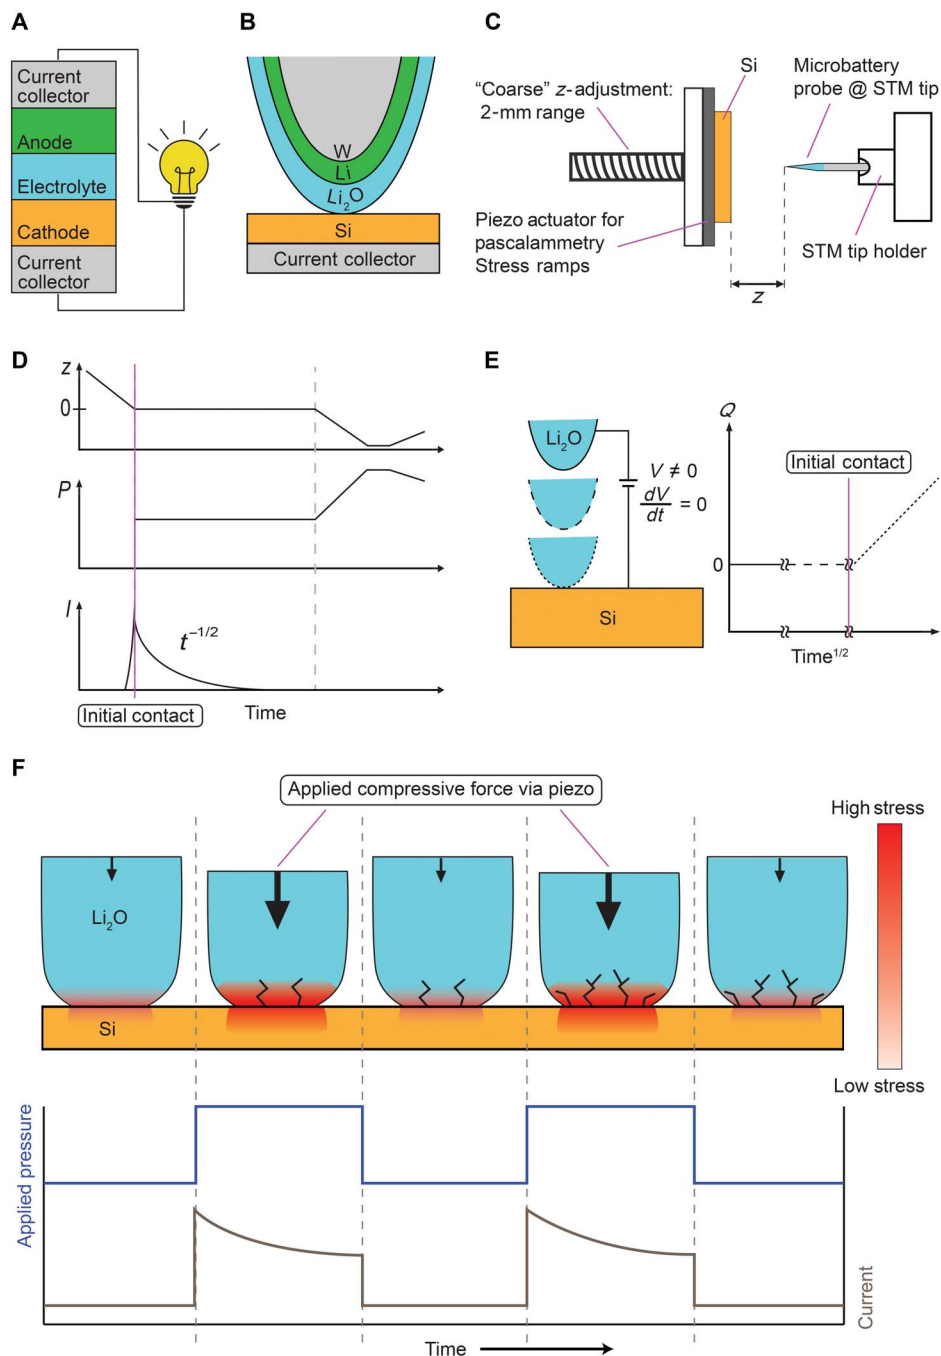 A
Current
collector
Anode
Electrolyte
Cathode
Current
collector
B
W
Li
Li₂O
Si
Current collector
C
Si
Microbattery
probe @ STM tip
“Coarse” z-adjustment:
2-mm range
Piezo actuator for
pascalammetry
Stress ramps
STM tip holder
z
D
z
0
P
I
t⁻¹/²
Initial contact
Time
E
Li₂O
V ≠ 0
dV
dt
= 0
Si
Q
Initial contact
0
Time¹/²
F
Applied compressive force via piezo
High stress
Li₂O
Si
Low stress
Applied pressure
Current
Time